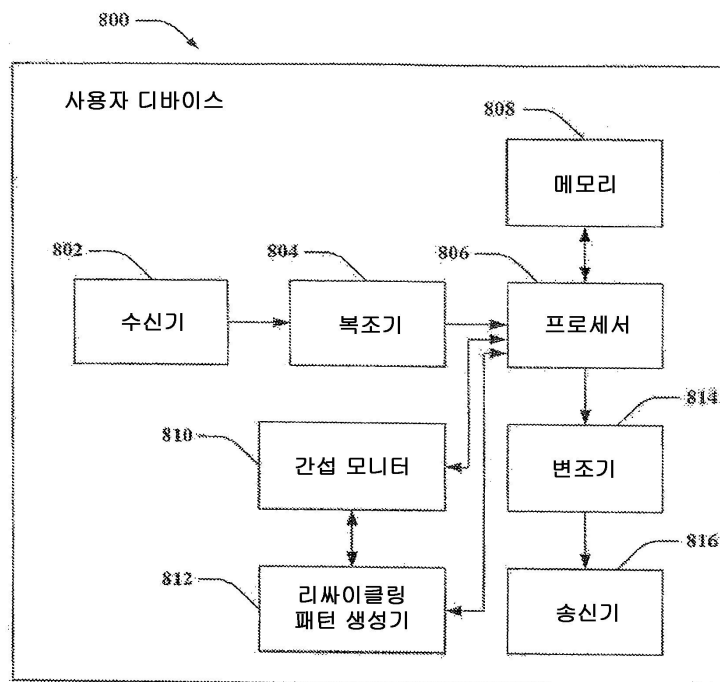 800
사용자 디바이스
808
메모리
802
804
806
수신기
복조기
프로세서
810
814
간섭 모니터
변조기
812
816
리싸이클링
패턴 생성기
송신기